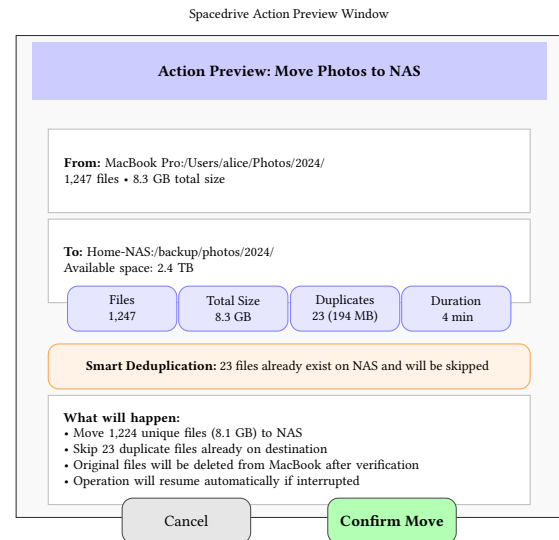 Spacedrive Action Preview Window
Action Preview: Move Photos to NAS
From: MacBook Pro:/Users/alice/Photos/2024/
1,247 files • 8.3 GB total size
To: Home-NAS:/backup/photos/2024/
Available space: 2.4 TB
Files
1,247
Total Size
8.3 GB
Duplicates
23 (194 MB)
Duration
4 min
Smart Deduplication: 23 files already exist on NAS and will be skipped
What will happen:
• Move 1,224 unique files (8.1 GB) to NAS
• Skip 23 duplicate files already on destination
• Original files will be deleted from MacBook after verification
• Operation will resume automatically if interrupted
Cancel
Confirm Move